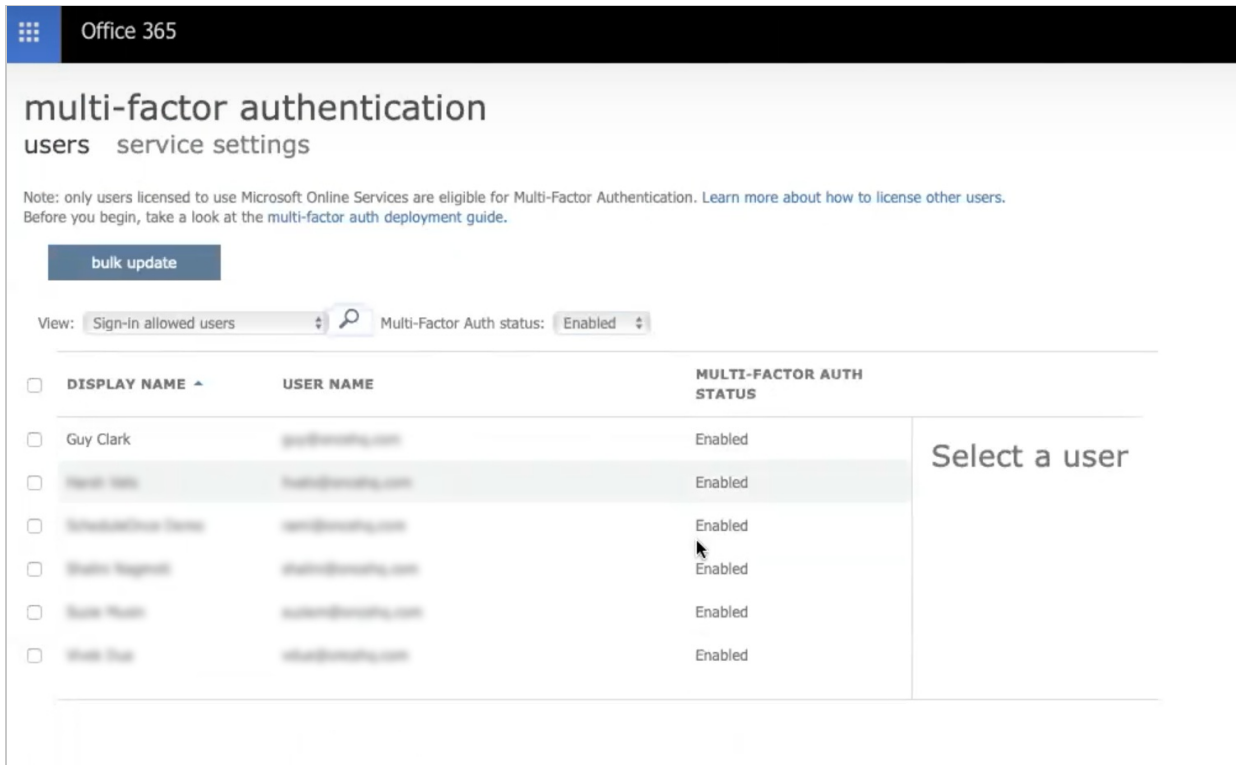 Office 365
multi-factor authentication
users service settings
Note: only users licensed to use Microsoft Online Services are eligible for Multi-Factor Authentication. Learn more about how to license other users.
Before you begin, take a look at the multi-factor auth deployment guide.
bulk update
View: Sign-in allowed users Multi-Factor Auth status: Enabled
DISPLAY NAME USER NAME MULTI-FACTOR AUTH
STATUS
Guy Clark Enabled
Select a user
Enabled
Enabled
Enabled
Enabled
Enabled